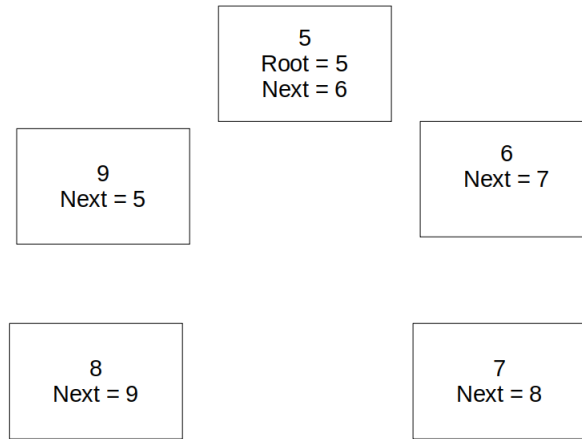 5
Root = 5
Next = 6
9
Next = 5
6
Next = 7
8
Next = 9
7
Next = 8